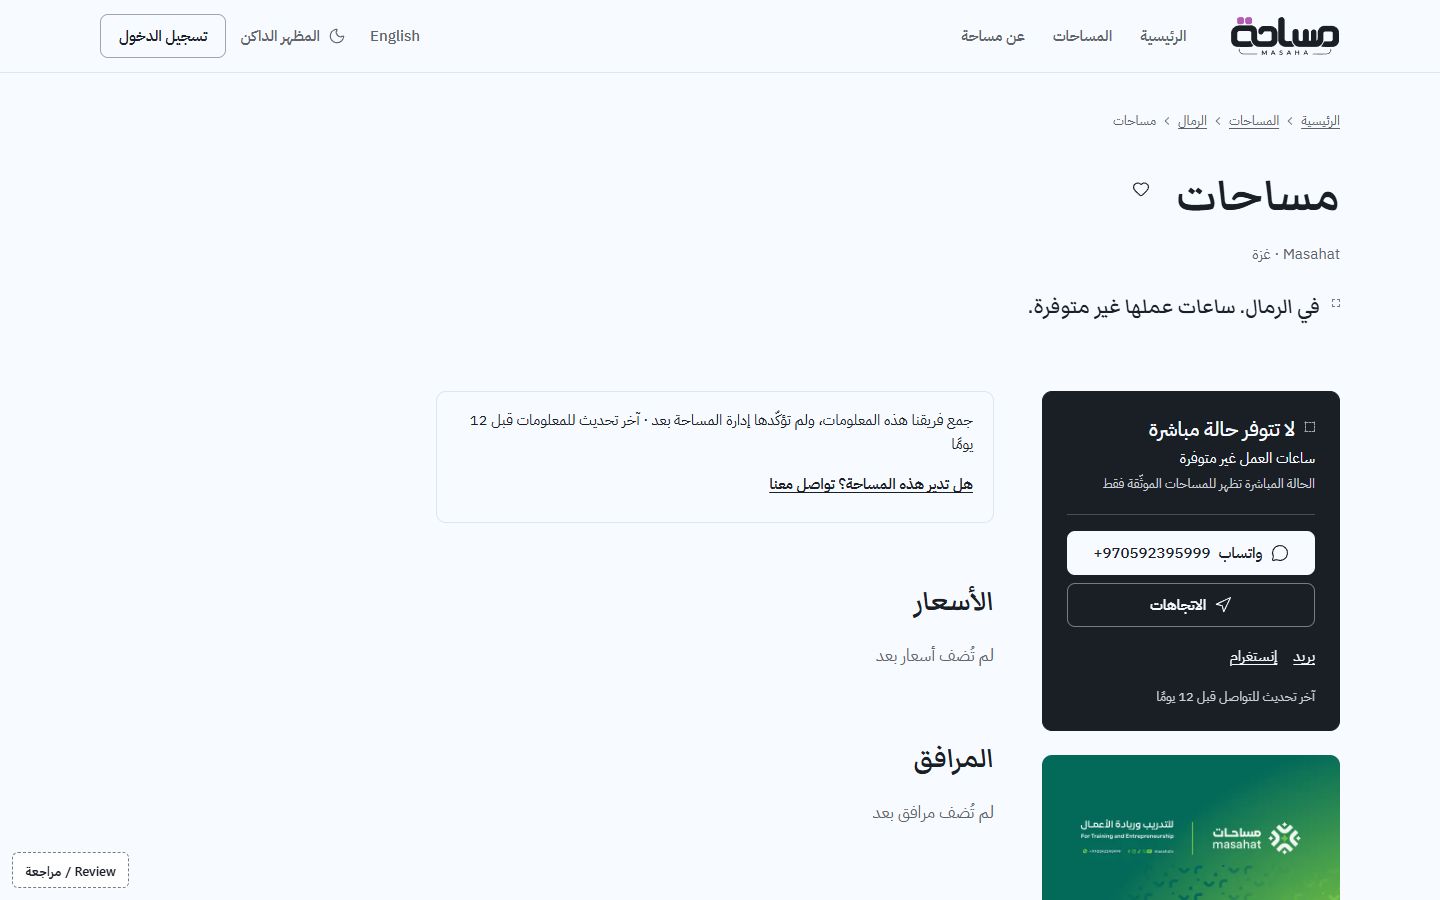 مساحة
MASAHA
الرئيسية
المساحات
عن مساحة
English
المظهر الداكن
تسجيل الدخول
الرئيسية › المساحات › الرمال › مساحات
مساحات
Masahat · غزة
في الرمال. ساعات عملها غير متوفرة.
لا تتوفر حالة مباشرة
ساعات العمل غير متوفرة
الحالة المباشرة تظهر للمساحات الموثّقة فقط
واتساب +970592395999
الاتجاهات
بريد إنستغرام
آخر تحديث للتواصل قبل 12 يومًا
مساحات
masahat
للتدريب وريادة الأعمال
For Training and Entrepreneurship
جمع فريقنا هذه المعلومات، ولم تؤكّدها إدارة المساحة بعد · آخر تحديث للمعلومات قبل 12
يومًا
هل تدير هذه المساحة؟ تواصل معنا
الأسعار
لم تُضف أسعار بعد
المرافق
لم تُضف مرافق بعد
مراجعة / Review